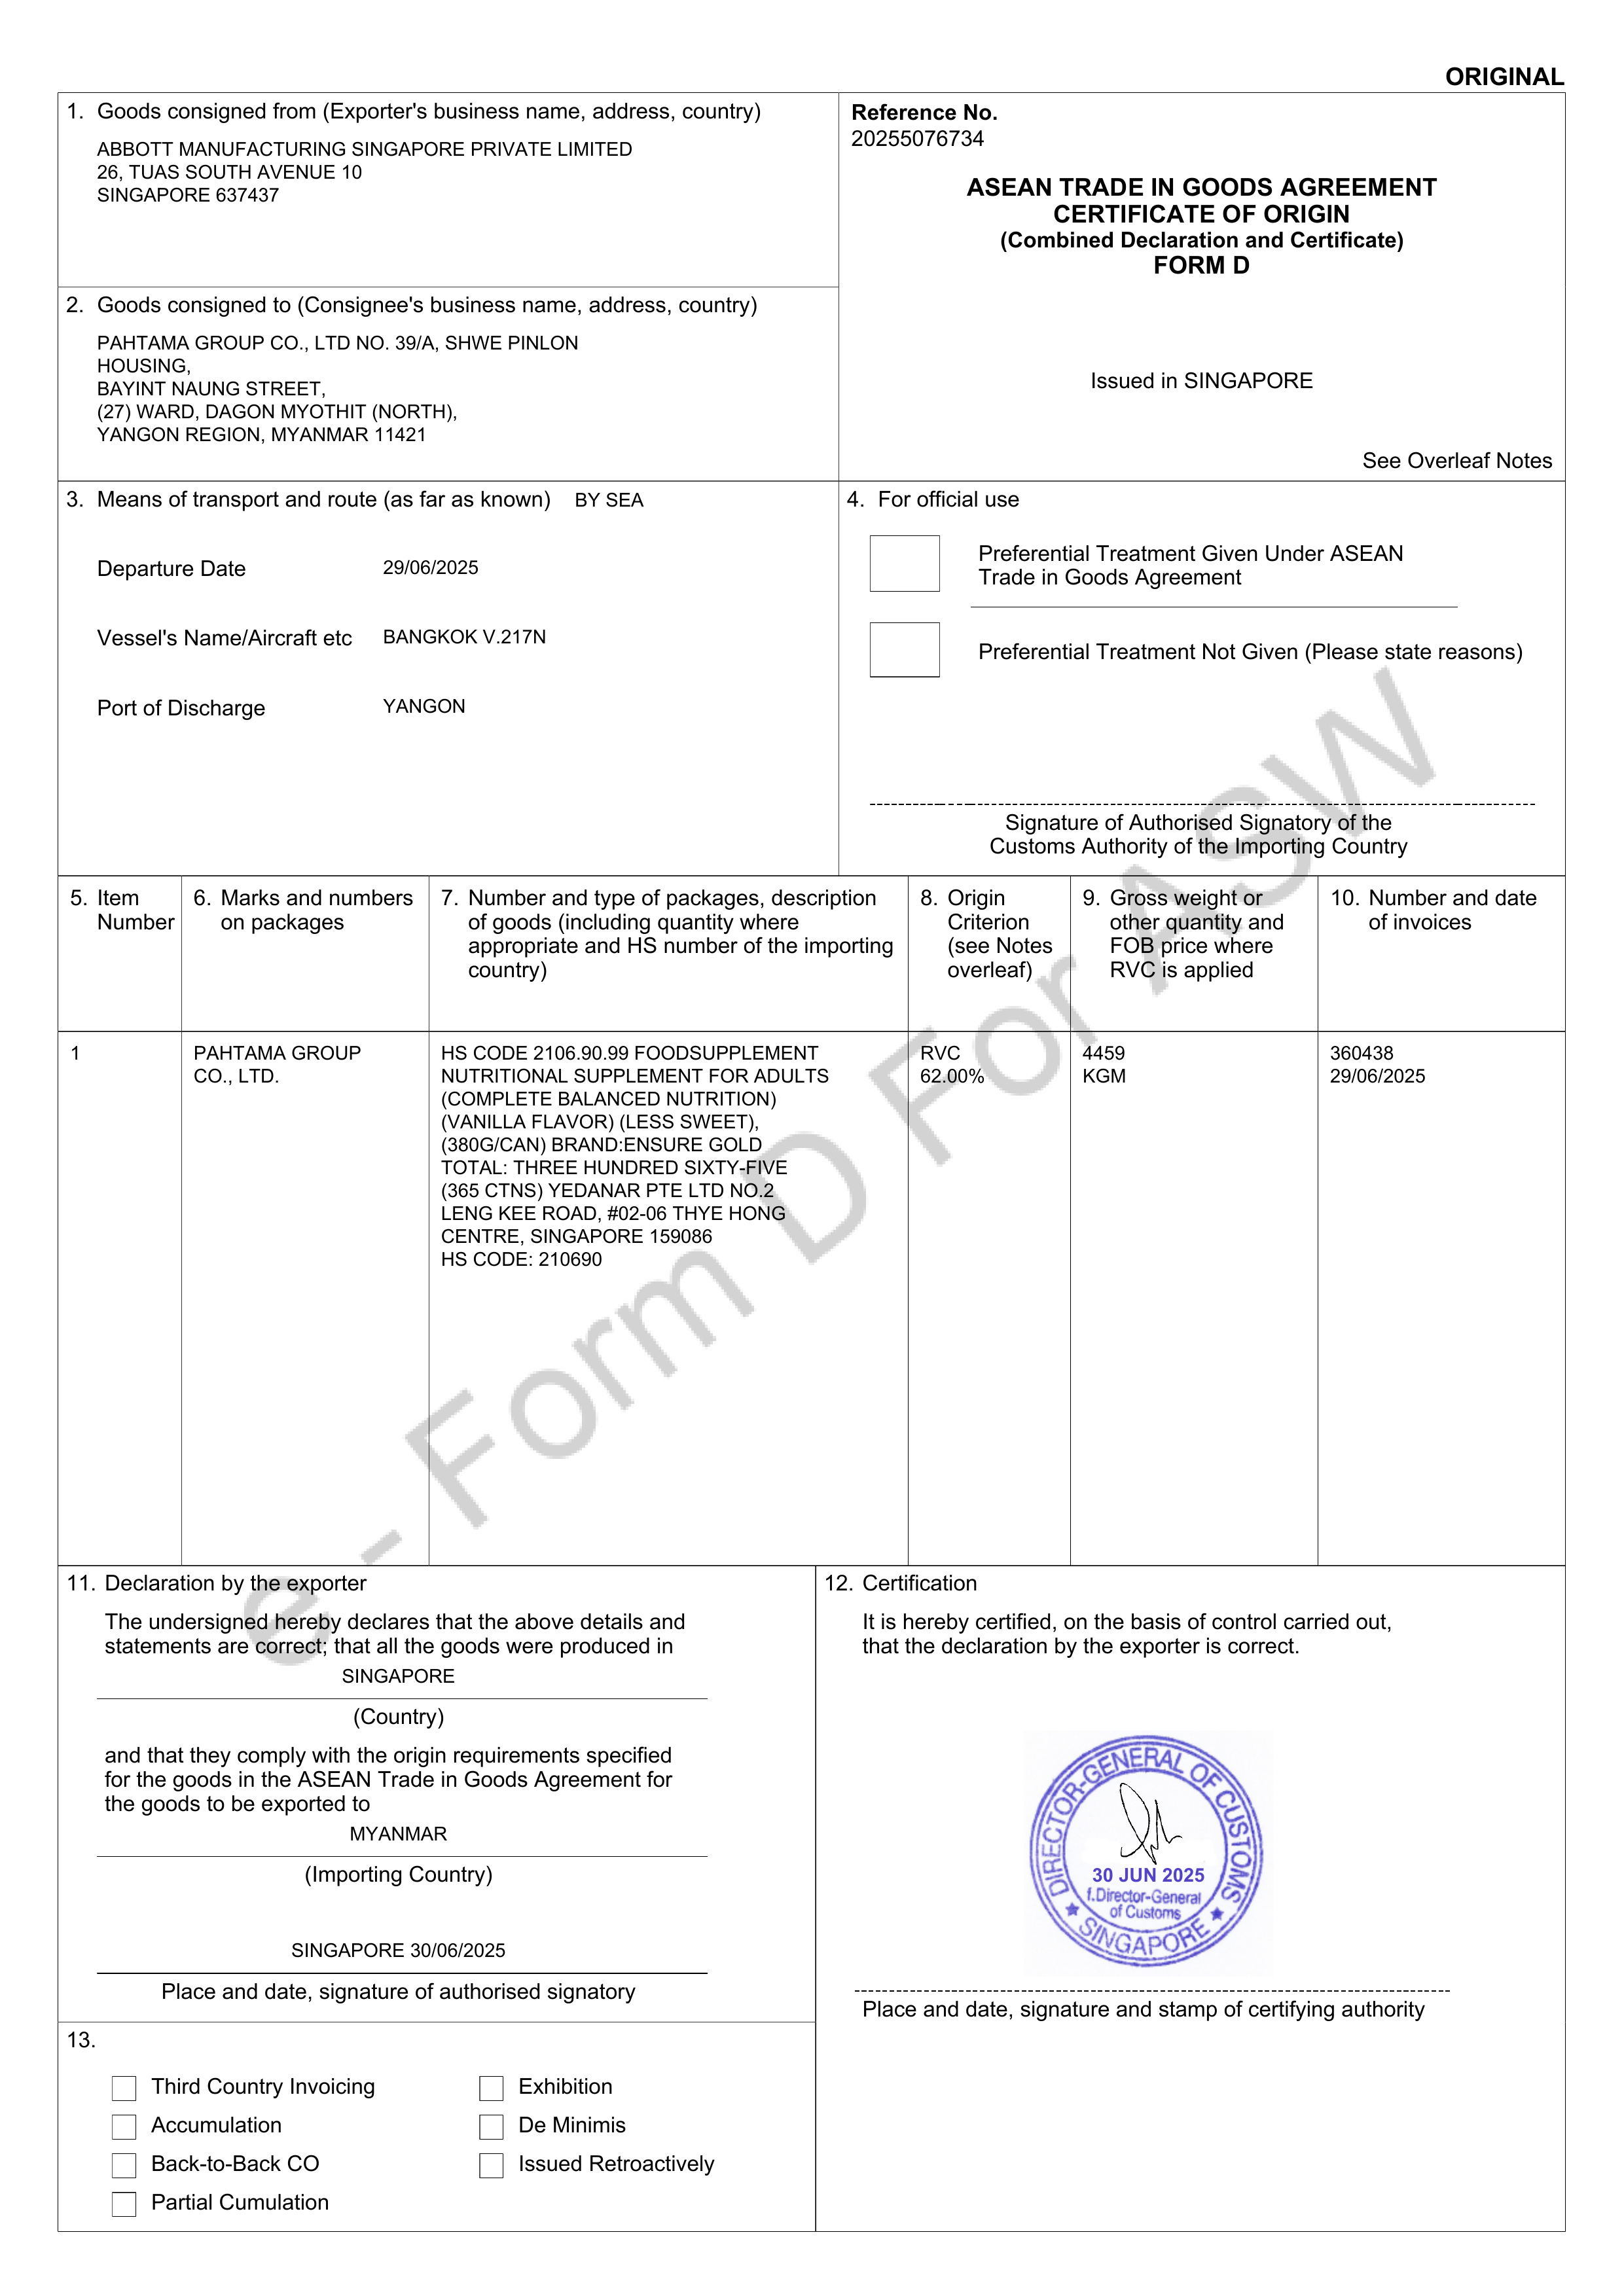 ORIGINAL
1. Goods consigned from (Exporter's business name, address, country)
ABBOTT MANUFACTURING SINGAPORE PRIVATE LIMITED
26, TUAS SOUTH AVENUE 10
SINGAPORE 637437
Reference No.
20255076734
ASEAN TRADE IN GOODS AGREEMENT
CERTIFICATE OF ORIGIN
(Combined Declaration and Certificate)
FORM D
Issued in SINGAPORE
See Overleaf Notes
2. Goods consigned to (Consignee's business name, address, country)
PAHTAMA GROUP CO., LTD NO. 39/A, SHWE PINLON
HOUSING,
BAYINT NAUNG STREET,
(27) WARD, DAGON MYOTHIT (NORTH),
YANGON REGION, MYANMAR 11421
3. Means of transport and route (as far as known) BY SEA
Departure Date 29/06/2025
Vessel's Name/Aircraft etc BANGKOK V.217N
Port of Discharge YANGON
4. For official use
Preferential Treatment Given Under ASEAN
Trade in Goods Agreement
Preferential Treatment Not Given (Please state reasons)
Signature of Authorised Signatory of the
Customs Authority of the Importing Country
5. Item
Number
6. Marks and numbers
on packages
7. Number and type of packages, description
of goods (including quantity where
appropriate and HS number of the importing
country)
8. Origin
Criterion
(see Notes
overleaf)
9. Gross weight or
other quantity and
FOB price where
RVC is applied
10. Number and date
of invoices
1
PAHTAMA GROUP
CO., LTD.
HS CODE 2106.90.99 FOODSUPPLEMENT
NUTRITIONAL SUPPLEMENT FOR ADULTS
(COMPLETE BALANCED NUTRITION)
(VANILLA FLAVOR) (LESS SWEET),
(380G/CAN) BRAND:ENSURE GOLD
TOTAL: THREE HUNDRED SIXTY-FIVE
(365 CTNS) YEDANAR PTE LTD NO.2
LENG KEE ROAD, #02-06 THYE HONG
CENTRE, SINGAPORE 159086
HS CODE: 210690
RVC
62.00%
4459
KGM
360438
29/06/2025
e - Form D For ASW
11. Declaration by the exporter
The undersigned hereby declares that the above details and
statements are correct; that all the goods were produced in
SINGAPORE
(Country)
and that they comply with the origin requirements specified
for the goods in the ASEAN Trade in Goods Agreement for
the goods to be exported to
MYANMAR
(Importing Country)
SINGAPORE 30/06/2025
Place and date, signature of authorised signatory
12. Certification
It is hereby certified, on the basis of control carried out,
that the declaration by the exporter is correct.
DIRECTOR-GENERAL OF CUSTOMS
30 JUN 2025
f.Director-General
of Customs
★ SINGAPORE ★
Place and date, signature and stamp of certifying authority
13.
Third Country Invoicing
Exhibition
Accumulation
De Minimis
Back-to-Back CO
Issued Retroactively
Partial Cumulation